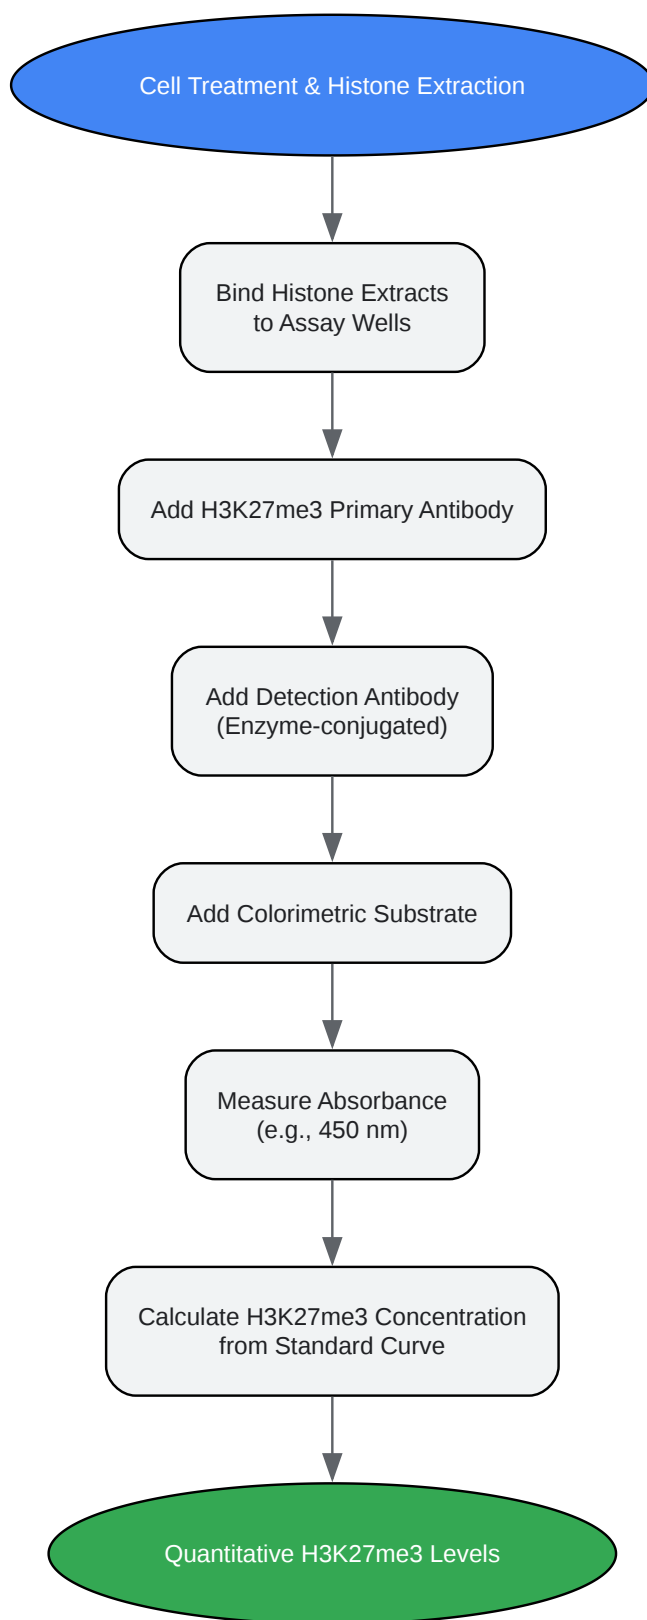 Cell Treatment & Histone Extraction
Bind Histone Extracts
to Assay Wells
Add H3K27me3 Primary Antibody
Add Detection Antibody
(Enzyme-conjugated)
Add Colorimetric Substrate
Measure Absorbance
(e.g., 450 nm)
Calculate H3K27me3 Concentration
from Standard Curve
Quantitative H3K27me3 Levels